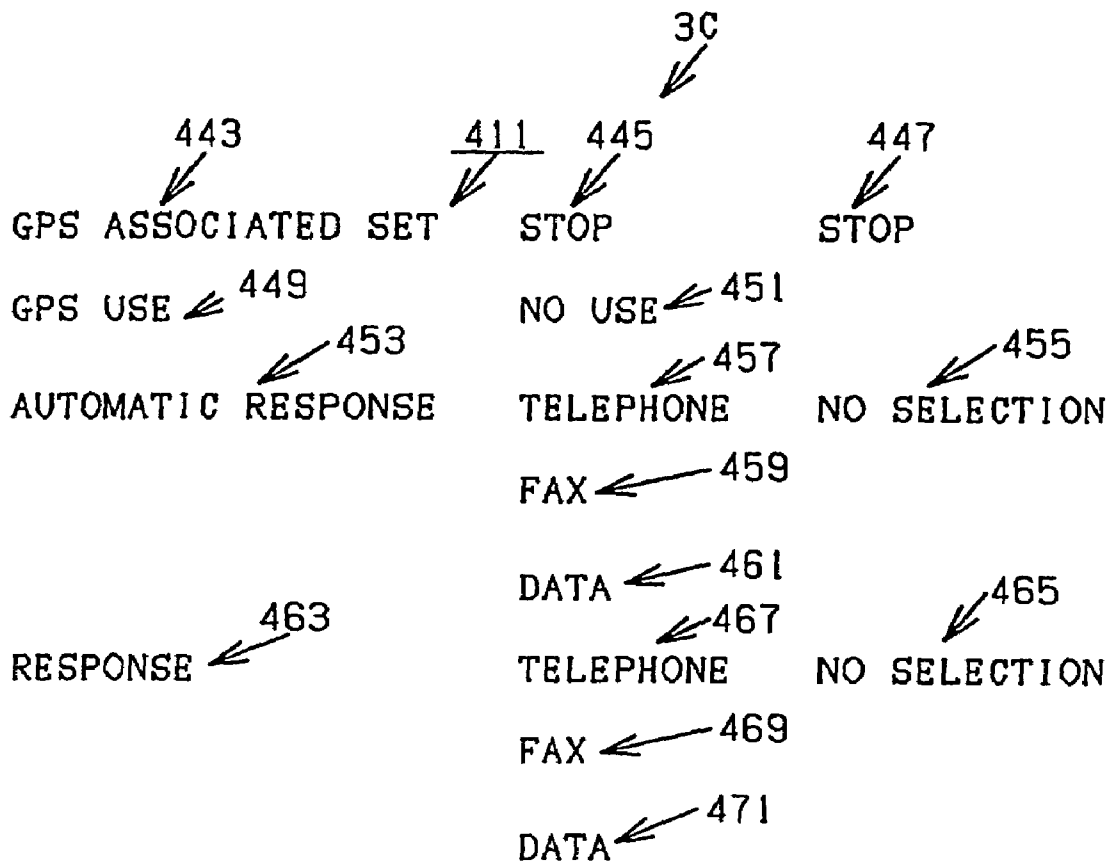 3C
443 411 445 447
GPS ASSOCIATED SET STOP STOP
449 451
GPS USE NO USE
453 457 455
AUTOMATIC RESPONSE TELEPHONE NO SELECTION
459
FAX
461
DATA
463 467 465
RESPONSE TELEPHONE NO SELECTION
469
FAX
471
DATA